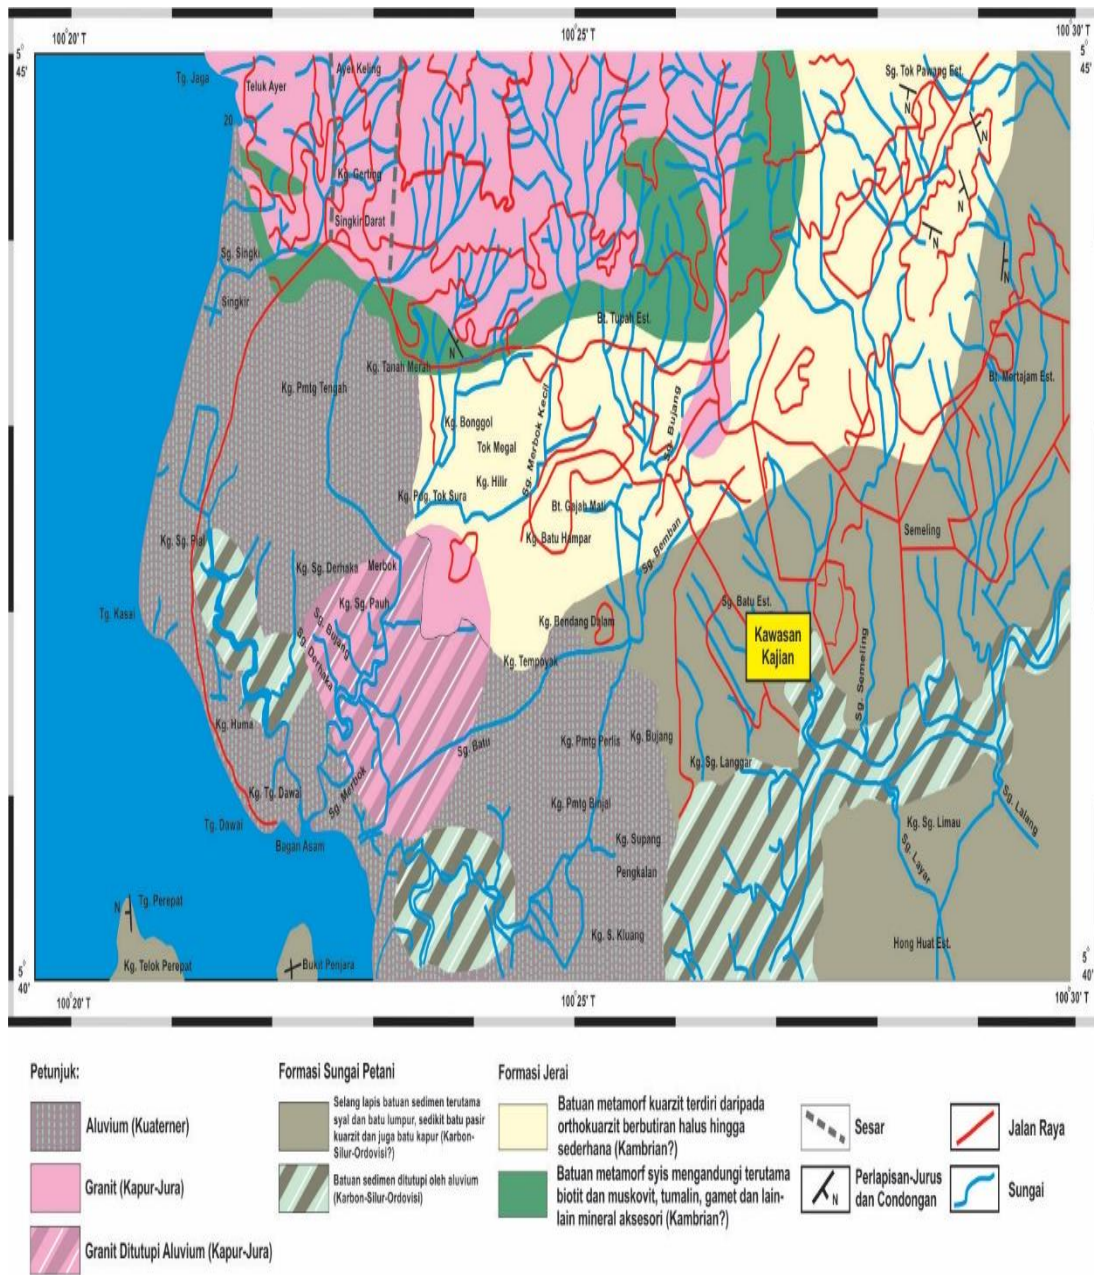 100° 20' T
100° 25' T
100° 30' T
5°
45'
5°
45'
Tg. Jaga
Teluk Ayer
Ayer Keling
Sg. Tok Pawang Est.
N
N
20
Kg. Gerting
N
Singkir Darat
N
Sg. Singki
N
Singkir
Bt. Tupah Est.
N
Kg. Tanah Merah
Bt. Mertajam Est.
Kg. Pmtg Tengah
Kg. Bonggol
Sg. Merbok Kecil
Sg. Bujang
Tok Megal
Kg. Hilir
Kg. Pdg. Tok Sura
Bt. Gajah Mati
Kg. Sg. Pial
Kg. Batu Hampar
Sg. Bemban
Semeling
Kg. Sg. Derhaka
Merbok
Kg. Sg. Pauh
Sg. Batu Est.
Tg. Kasai
Sg. Bujang
Kg. Bendang Dalam
Kawasan
Kajian
Sg. Derhaka
Kg. Tempoyak
Sg. Semeling
Kg. Huma
Sg. Batu
Kg. Pmtg Perlis
Kg. Bujang
Kg. Sg. Langgar
Kg. Tg. Dawai
Sg. Merbok
Kg. Pmtg Binjai
Sg. Lalang
Tg. Dawai
Kg. Sg. Limau
Bagan Asam
Kg. Supang
Sg. Layar
Pengkalan
N
Tg. Perepat
Kg. S. Kluang
Hong Huat Est.
Kg. Telok Perepat
Bukit Penjara
5°
40'
5°
40'
100° 20' T
100° 25' T
100° 30' T
Petunjuk:
Aluvium (Kuaterner)
Granit (Kapur-Jura)
Granit Ditutupi Aluvium (Kapur-Jura)
Formasi Sungai Petani
Selang lapis batuan sedimen terutama
syal dan batu lumpur, sedikit batu pasir
kuarzit dan juga batu kapur (Karbon-
Silur-Ordovisi?)
Batuan sedimen ditutupi oleh aluvium
(Karbon-Silur-Ordovisi)
Formasi Jerai
Batuan metamorf kuarzit terdiri daripada
orthokuarzit berbutiran halus hingga
sederhana (Kambrian?)
Batuan metamorf syis mengandungi terutama
biotit dan muskovit, tumalin, gamet dan lain-
lain mineral aksesori (Kambrian?)
Sesar
N
Perlapisan-Jurus
dan Condongan
Jalan Raya
Sungai